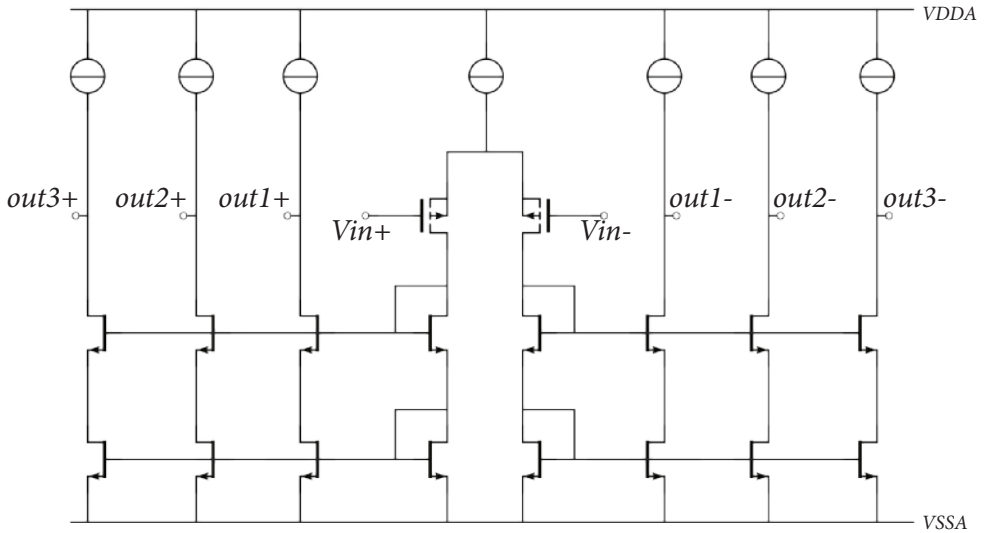 VDDA
out3+ out2+ out1+ out1- out2- out3-
Vin+ Vin-
VSSA